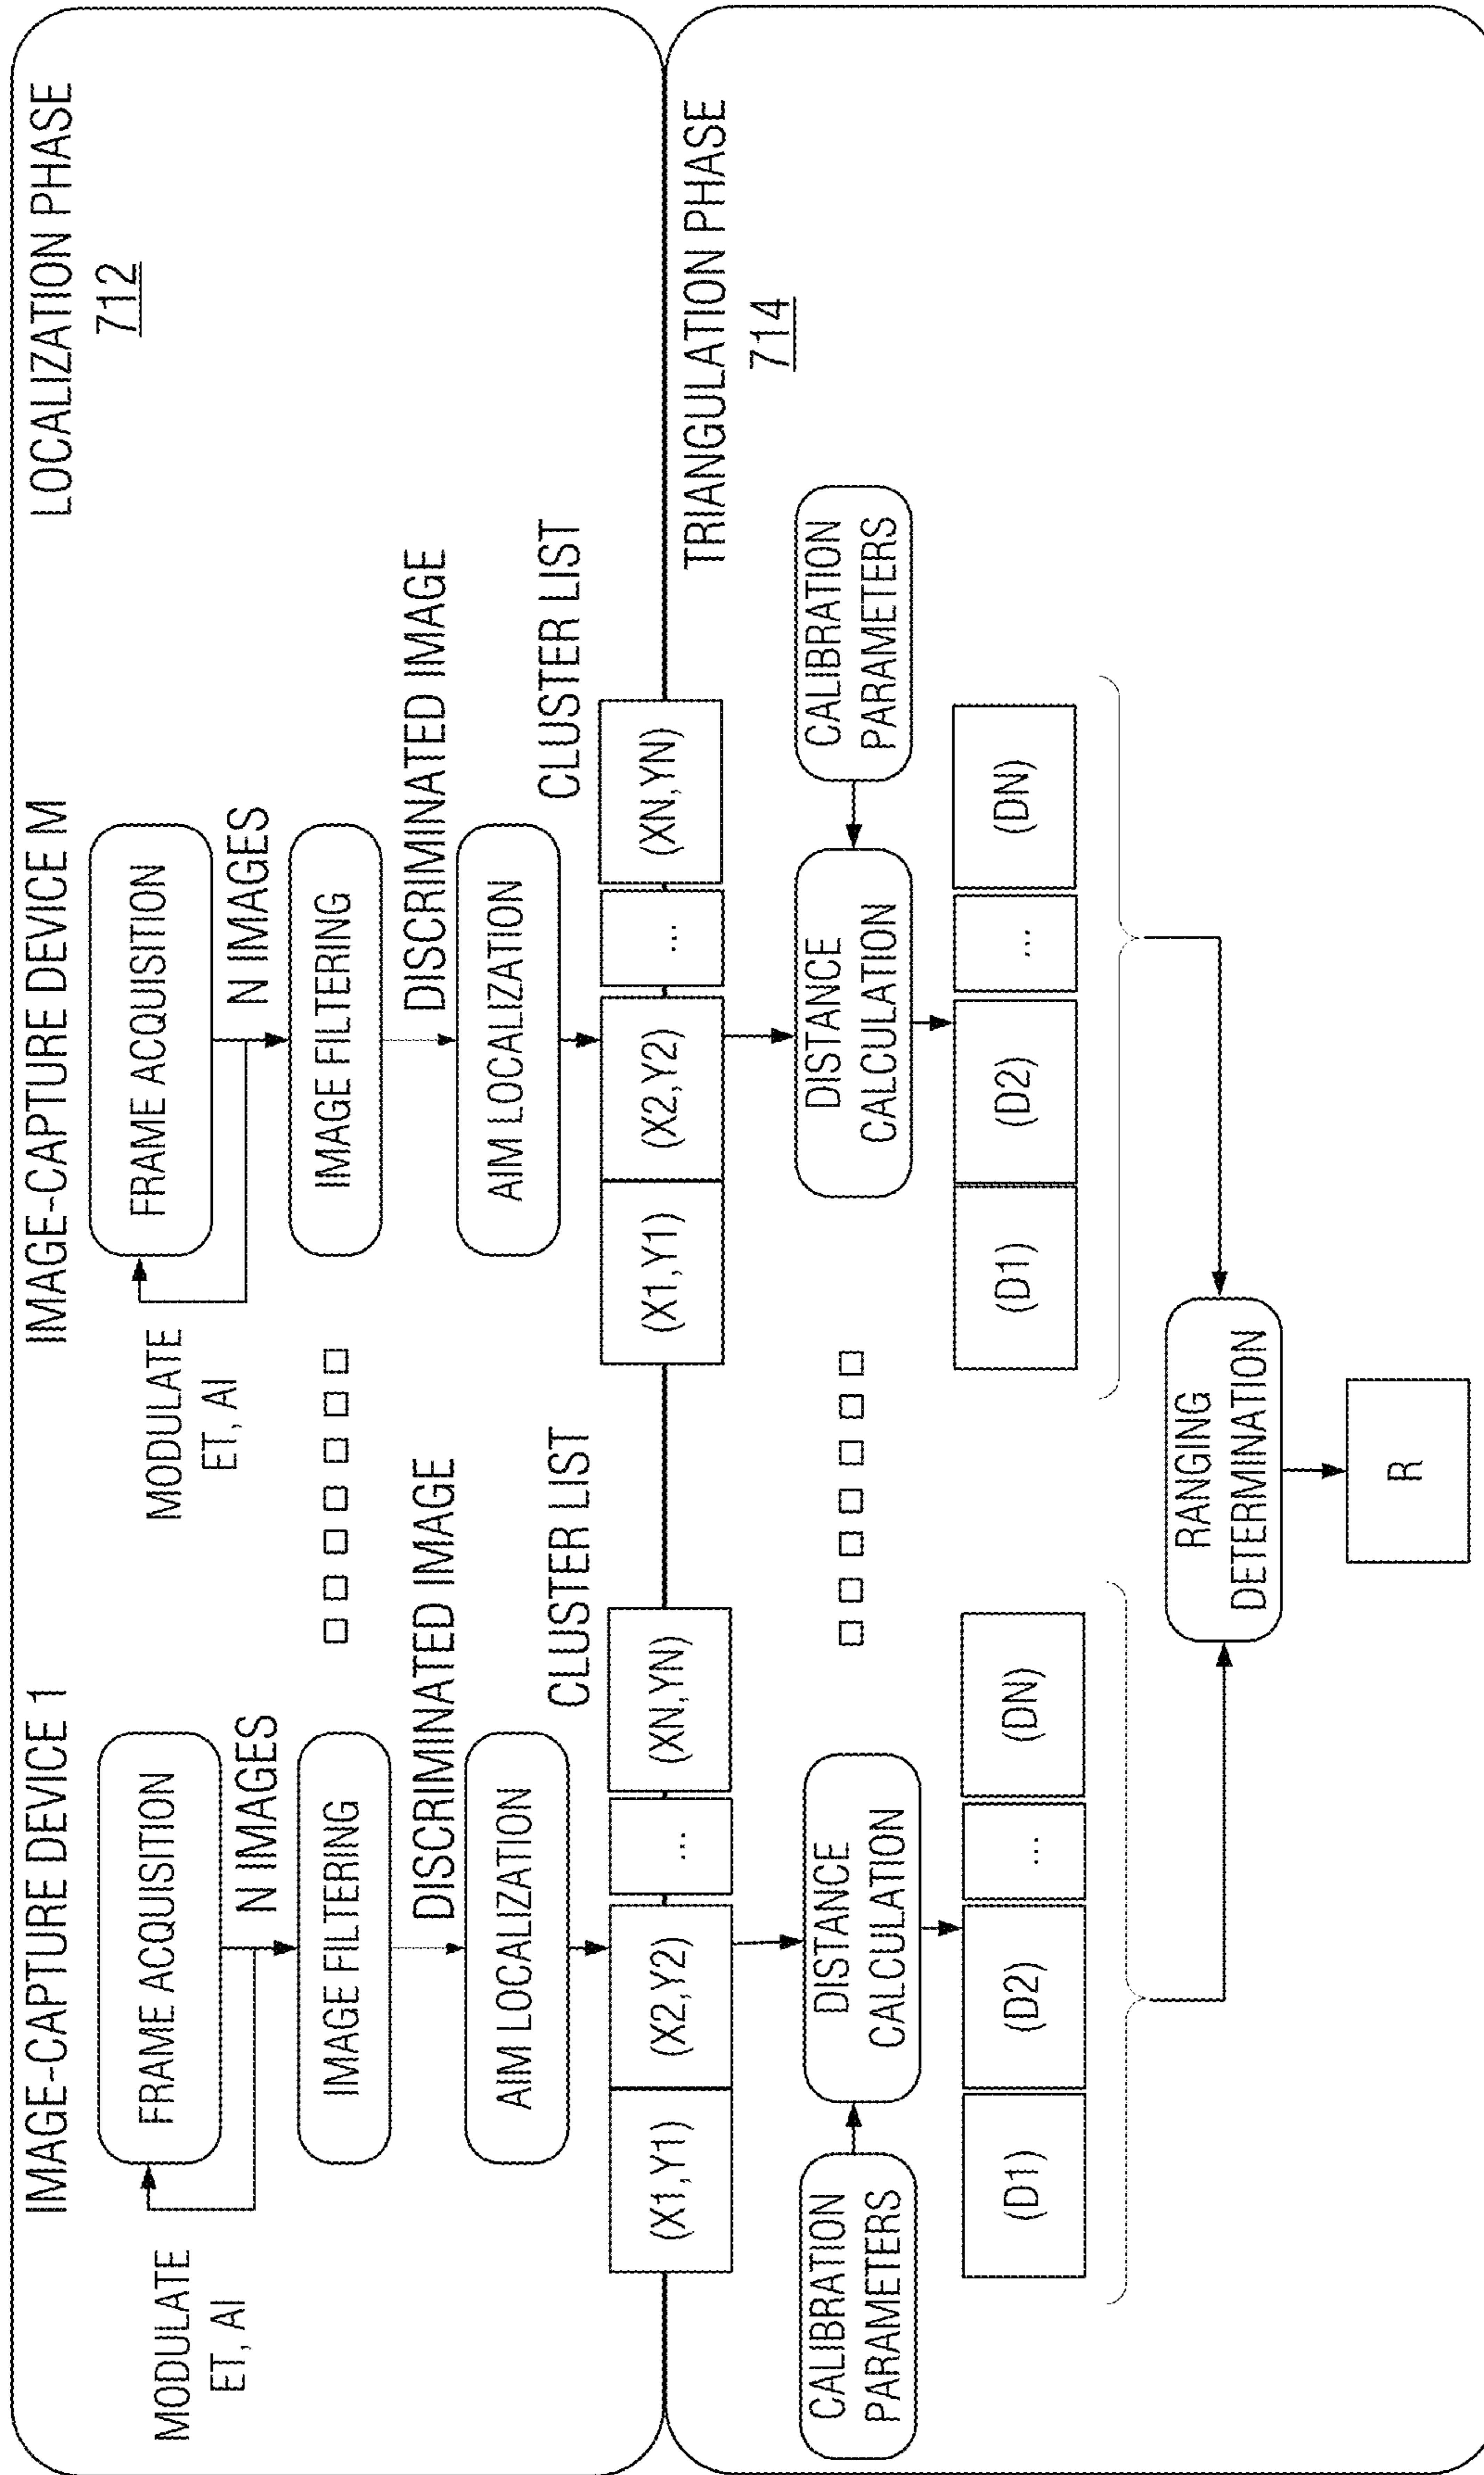 IMAGE-CAPTURE DEVICE 1
IMAGE-CAPTURE DEVICE M
LOCALIZATION PHASE
712
MODULATE
ET, AI
FRAME ACQUISITION
N IMAGES
IMAGE FILTERING
DISCRIMINATED IMAGE
AIM LOCALIZATION
CLUSTER LIST
(X1,Y1)
(X2,Y2)
...
(XN,YN)
MODULATE
ET, AI
FRAME ACQUISITION
N IMAGES
IMAGE FILTERING
DISCRIMINATED IMAGE
AIM LOCALIZATION
CLUSTER LIST
(X1,Y1)
(X2,Y2)
...
(XN,YN)
TRIANGULATION PHASE
714
CALIBRATION
PARAMETERS
DISTANCE
CALCULATION
(D1)
(D2)
...
(DN)
DISTANCE
CALCULATION
CALIBRATION
PARAMETERS
(D1)
(D2)
...
(DN)
RANGING
DETERMINATION
R